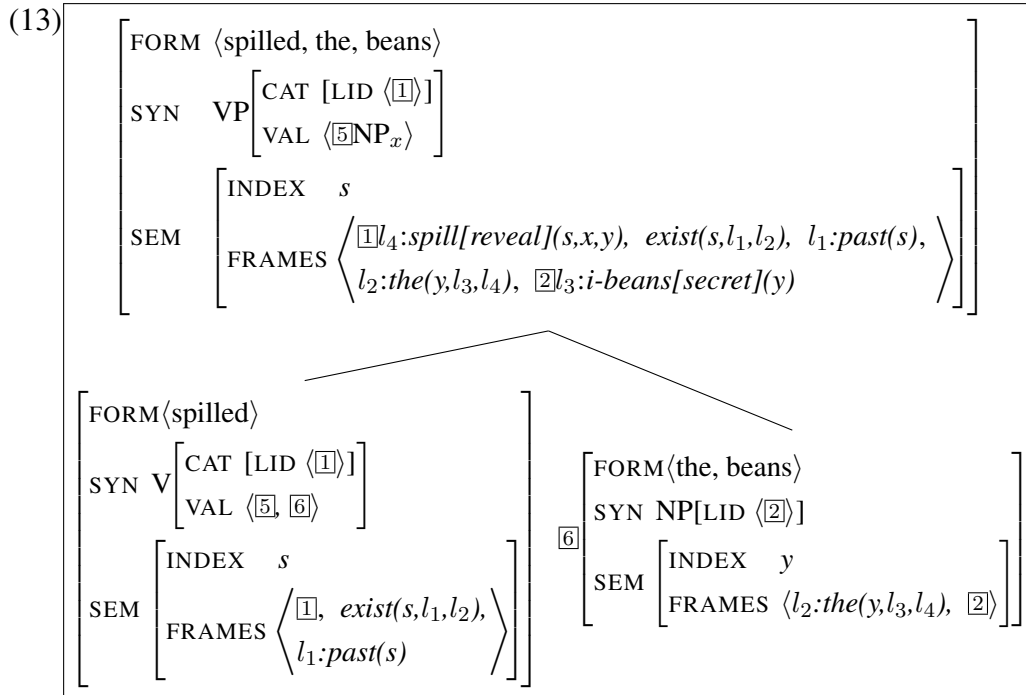 (13)
FORM ⟨spilled, the, beans⟩
SYN VP[CAT [LID ⟨1⟩]
VAL ⟨5NPₓ⟩]
SEM [INDEX s
FRAMES ⟨1l₄:spill[reveal](s,x,y), exist(s,l₁,l₂), l₁:past(s),
l₂:the(y,l₃,l₄), 2l₃:i-beans[secret](y)⟩]
FORM⟨spilled⟩
SYN V[CAT [LID ⟨1⟩]
VAL ⟨5, 6⟩]
SEM [INDEX s
FRAMES ⟨1, exist(s,l₁,l₂),
l₁:past(s)⟩]
6
FORM⟨the, beans⟩
SYN NP[LID ⟨2⟩]
SEM [INDEX y
FRAMES ⟨l₂:the(y,l₃,l₄), 2⟩]